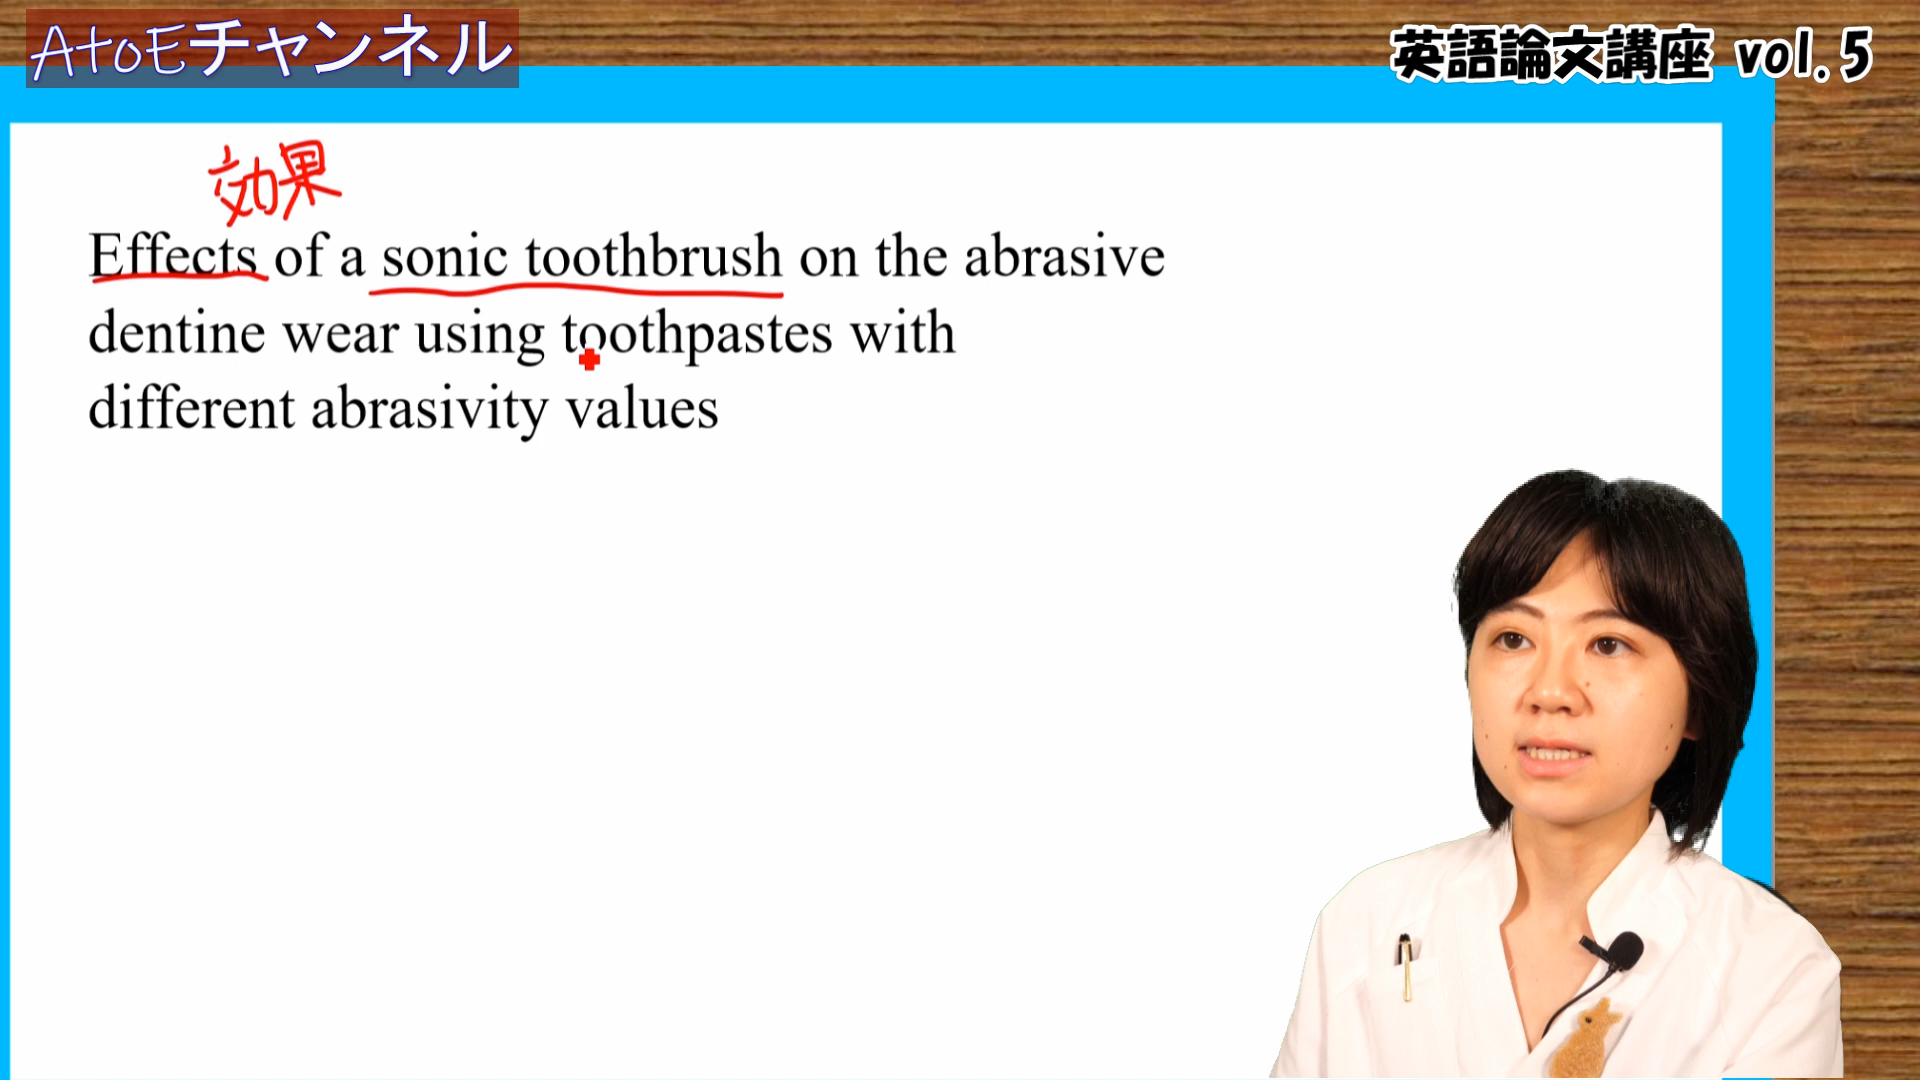 AtoEチャンネル
英語論文講座 vol.5
効果
Effects of a sonic toothbrush on the abrasive
dentine wear using toothpastes with
different abrasivity values